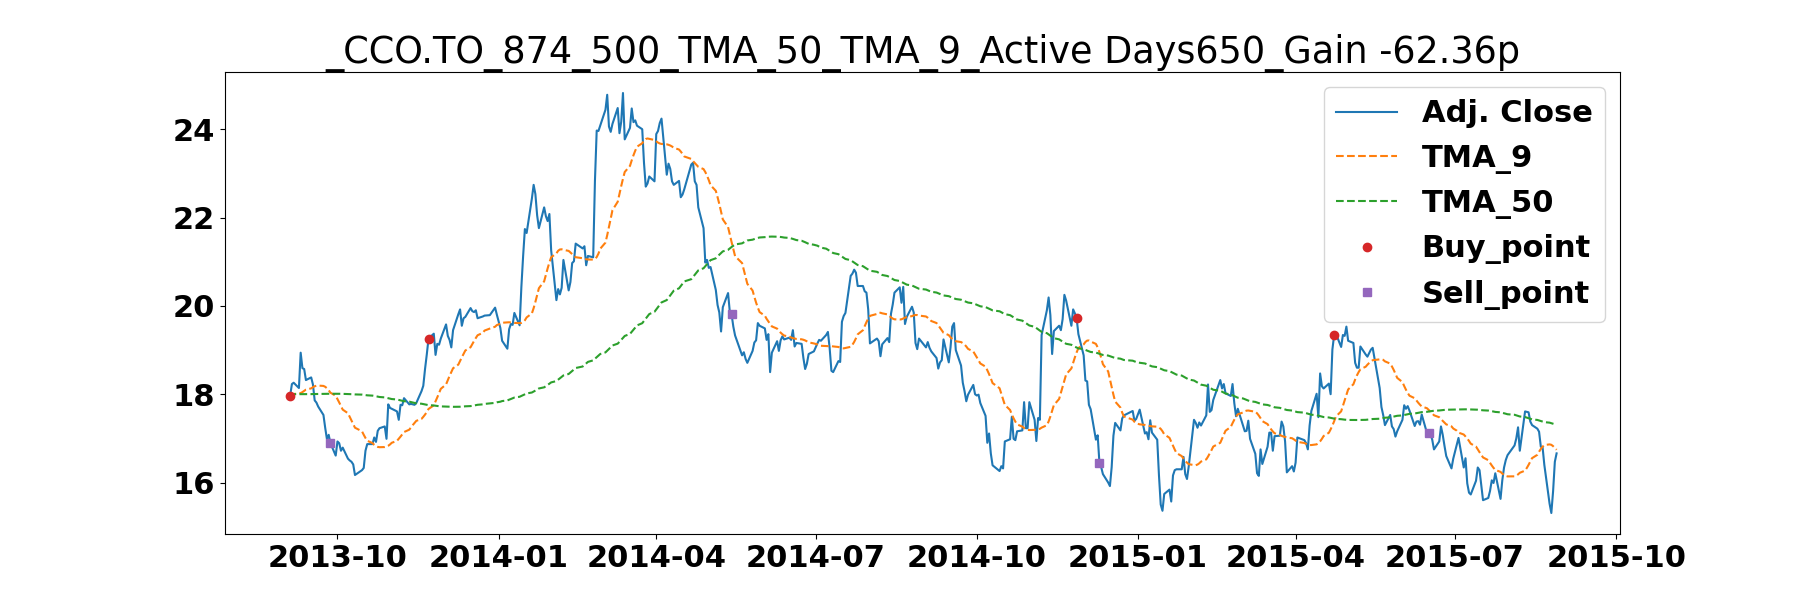 _CCO.TO_874_500_TMA_50_TMA_9_Active Days650_Gain -62.36p
Adj. Close
TMA_9
TMA_50
Buy_point
Sell_point
24
22
20
18
16
2013-10 2014-01 2014-04 2014-07 2014-10 2015-01 2015-04 2015-07 2015-10